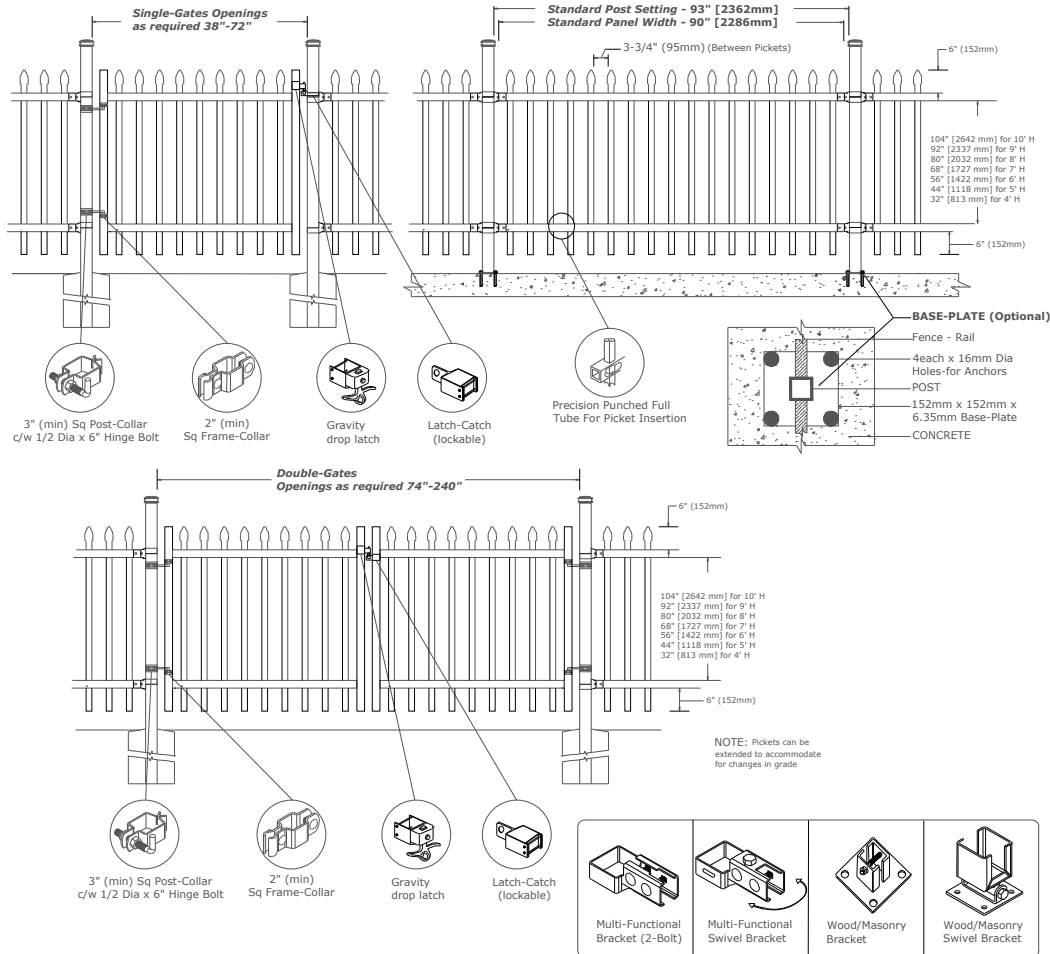 Single-Gates Openings
as required 38"-72"
Standard Post Setting - 93" [2362mm]
Standard Panel Width - 90" [2286mm]
3-3/4" (95mm) (Between Pickets)
6" (152mm)
104" [2642 mm] for 10' H
92" [2337 mm] for 9' H
80" [2032 mm] for 8' H
68" [1727 mm] for 7' H
56" [1422 mm] for 6' H
44" [1118 mm] for 5' H
32" [813 mm] for 4' H
6" (152mm)
BASE-PLATE (Optional)
Fence - Rail
4each x 16mm Dia
Holes-for Anchors
POST
152mm x 152mm x
6.35mm Base-Plate
CONCRETE
3" (min) Sq Post-Collar
c/w 1/2 Dia x 6" Hinge Bolt
2" (min)
Sq Frame-Collar
Gravity
drop latch
Latch-Catch
(lockable)
Precision Punched Full
Tube For Picket Insertion
Double-Gates
Openings as required 74"-240"
6" (152mm)
104" [2642 mm] for 10' H
92" [2337 mm] for 9' H
80" [2032 mm] for 8' H
68" [1727 mm] for 7' H
56" [1422 mm] for 6' H
44" [1118 mm] for 5' H
32" [813 mm] for 4' H
6" (152mm)
NOTE: Pickets can be
extended to accommodate
for changes in grade
3" (min) Sq Post-Collar
c/w 1/2 Dia x 6" Hinge Bolt
2" (min)
Sq Frame-Collar
Gravity
drop latch
Latch-Catch
(lockable)
Multi-Functional
Bracket (2-Bolt)
Multi-Functional
Swivel Bracket
Wood/Masonry
Bracket
Wood/Masonry
Swivel Bracket